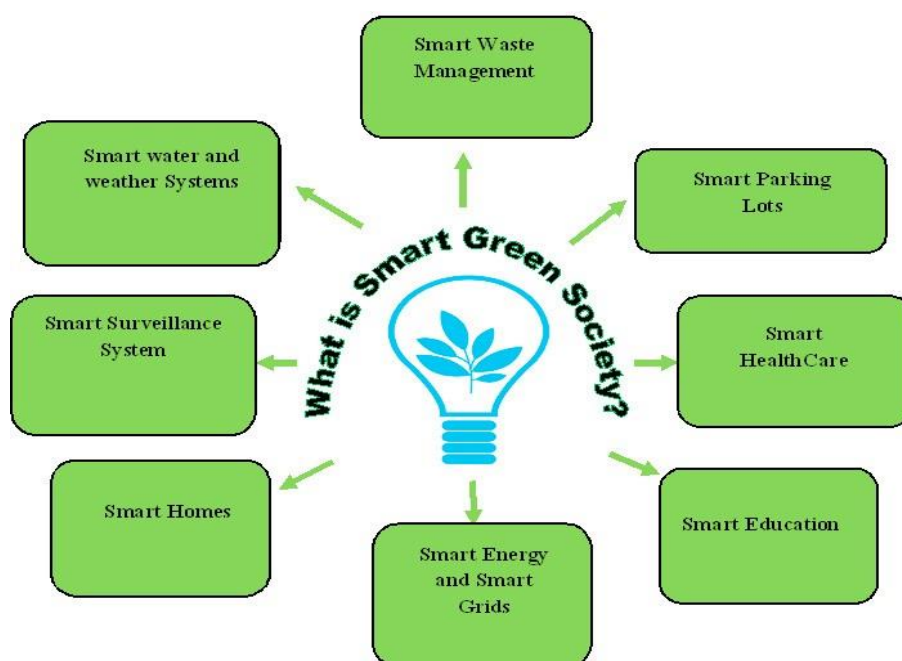 Smart Waste
Management
Smart water and
weather Systems
Smart Parking
Lots
What is Smart Green Society?
Smart Surveillance
System
Smart
HealthCare
Smart Homes
Smart Education
Smart Energy
and Smart
Grids